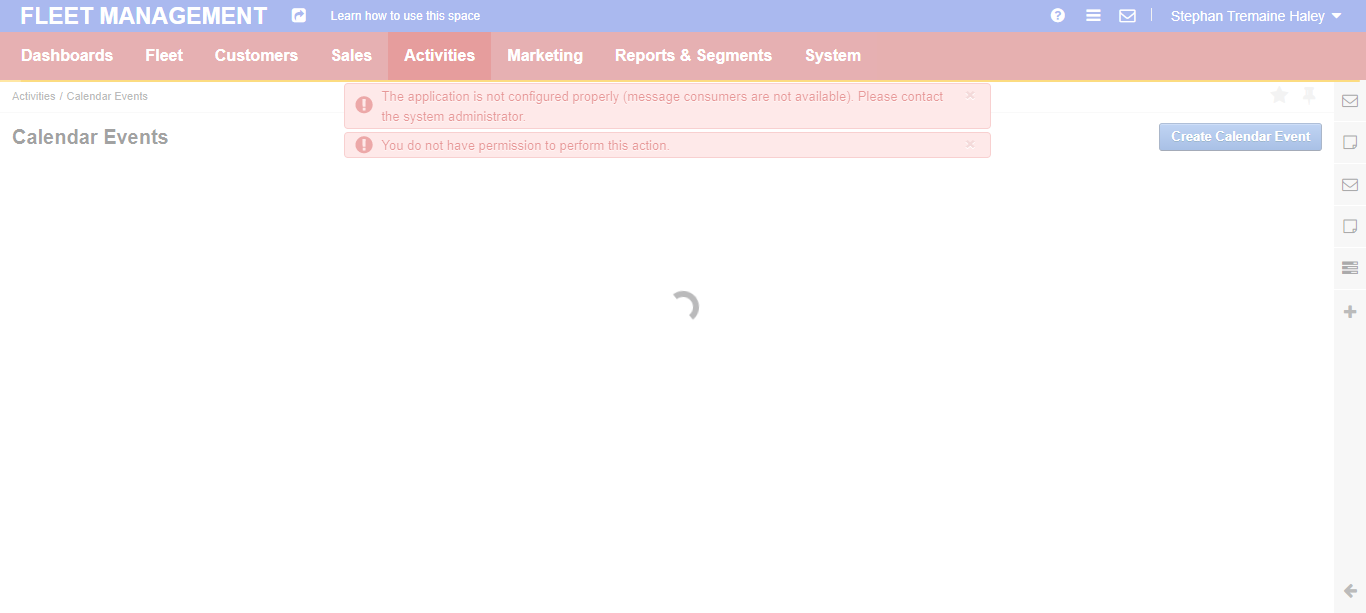 FLEET MANAGEMENT
Learn how to use this space
Stephan Tremaine Haley
Dashboards
Fleet
Customers
Sales
Activities
Marketing
Reports & Segments
System
Activities / Calendar Events
The application is not configured properly (message consumers are not available). Please contact
the system administrator.
×
You do not have permission to perform this action.
×
Calendar Events
Create Calendar Event